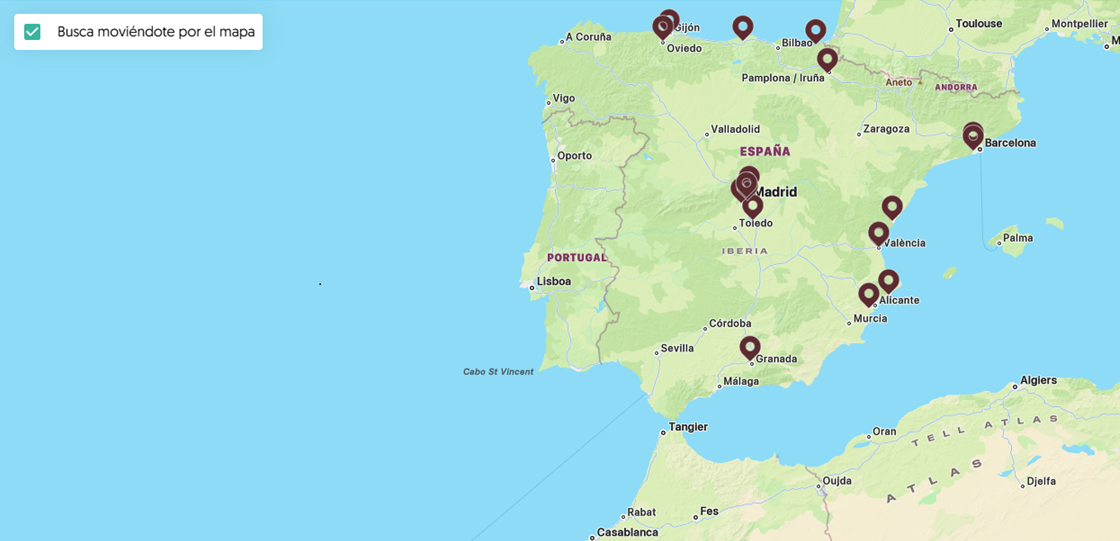 Busca moviéndote por el mapa
Gijón
Toulouse
Montpellier
M
A Coruña
Oviedo
Bilbao
Pamplona / Iruña
Aneto
ANDORRA
Vigo
Valladolid
Zaragoza
Barcelona
Oporto
ESPAÑA
Madrid
Toledo
IBERIA
València
Palma
PORTUGAL
Lisboa
Alicante
Murcia
Córdoba
Sevilla
Granada
Cabo St Vincent
Málaga
Algiers
Tangier
Oran
TELL ATLAS
ATLAS
Oujda
Djelfa
Rabat
Fes
Casablanca